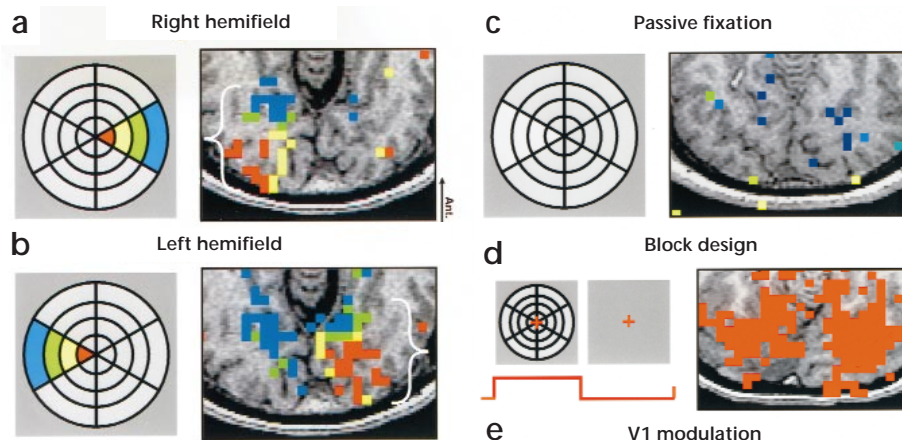 a Right hemifield
Ant.
b Left hemifield
c Passive fixation
d Block design
e V1 modulation